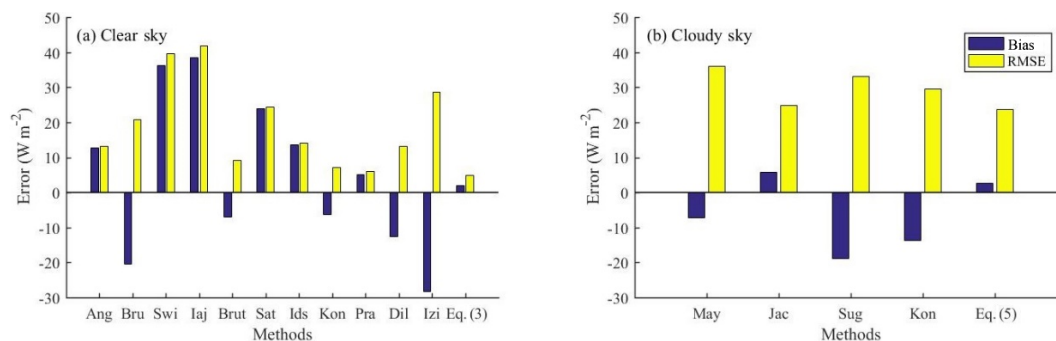 (a) Clear sky
Error (W m⁻²)
50
40
30
20
10
0
-10
-20
-30
Ang Bru Swi Iaj Brut Sat Ids Kon Pra Dil Izi Eq. (3)
Methods
(b) Cloudy sky
Bias
RMSE
Error (W m⁻²)
50
40
30
20
10
0
-10
-20
-30
May Jac Sug Kon Eq. (5)
Methods